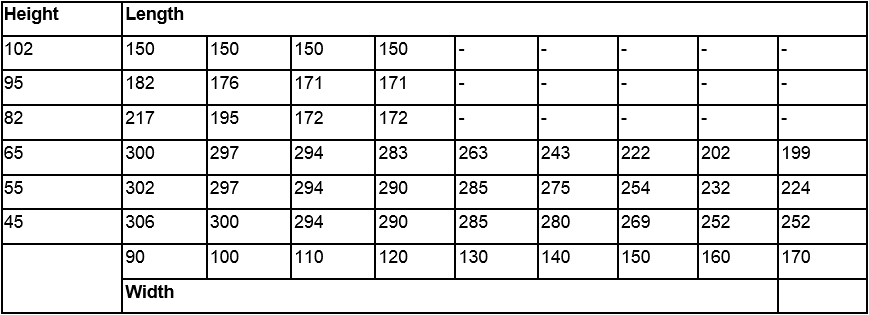 Height Length
102 150 150 150 150 - - - - -
95 182 176 171 171 - - - - -
82 217 195 172 172 - - - - -
65 300 297 294 283 263 243 222 202 199
55 302 297 294 290 285 275 254 232 224
45 306 300 294 290 285 280 269 252 252
90 100 110 120 130 140 150 160 170
Width